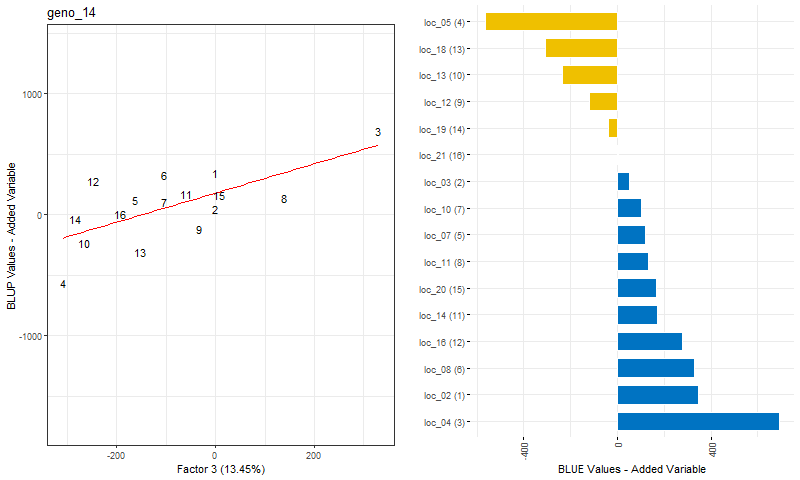 geno_14
BLUP Values - Added Variable
1000
0
-1000
3
6
1
12
5
7
11
15
8
16
2
14
9
10
13
4
-200
0
200
Factor 3 (13.45%)
loc_05 (4)
loc_18 (13)
loc_13 (10)
loc_12 (9)
loc_19 (14)
loc_21 (16)
loc_03 (2)
loc_10 (7)
loc_07 (5)
loc_11 (8)
loc_20 (15)
loc_14 (11)
loc_16 (12)
loc_08 (6)
loc_02 (1)
loc_04 (3)
-400
0
400
BLUE Values - Added Variable